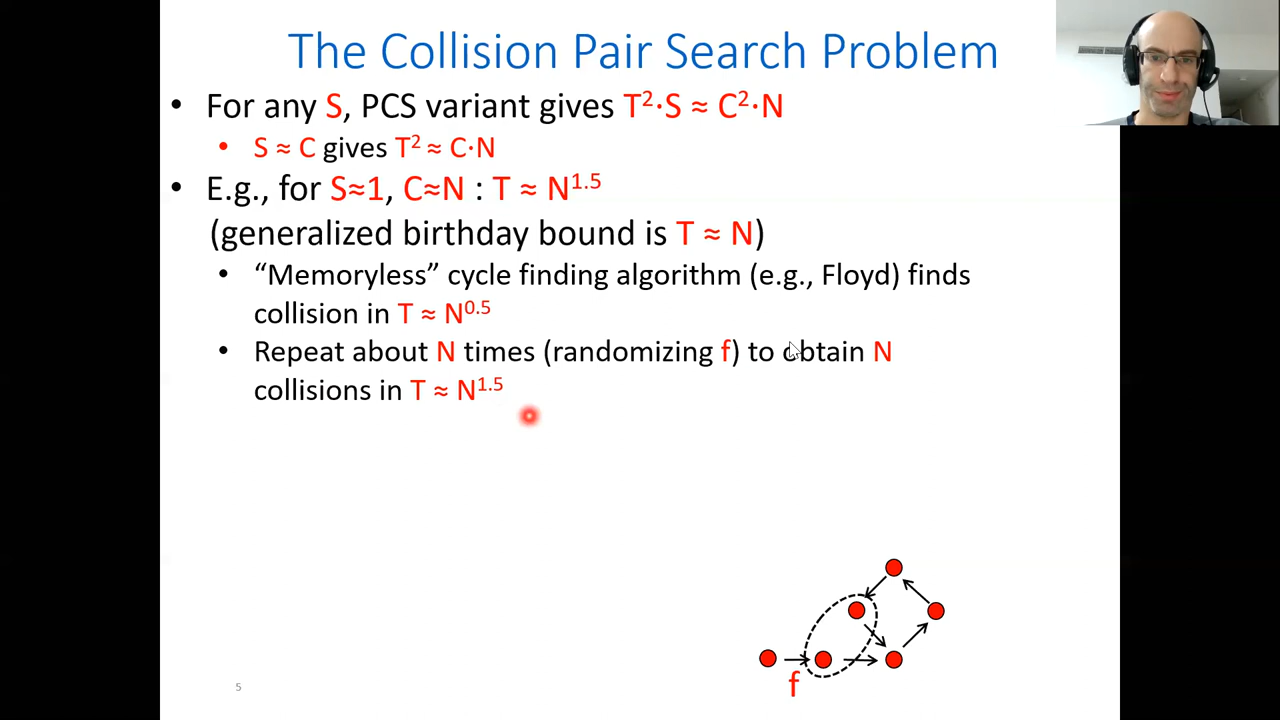 The Collision Pair Search Problem
• For any S, PCS variant gives T²·S ≈ C²·N
• S ≈ C gives T² ≈ C·N
• E.g., for S≈1, C≈N : T ≈ N¹·⁵
(generalized birthday bound is T ≈ N)
• “Memoryless” cycle finding algorithm (e.g., Floyd) finds
collision in T ≈ N⁰·⁵
• Repeat about N times (randomizing f) to obtain N
collisions in T ≈ N¹·⁵
f
5